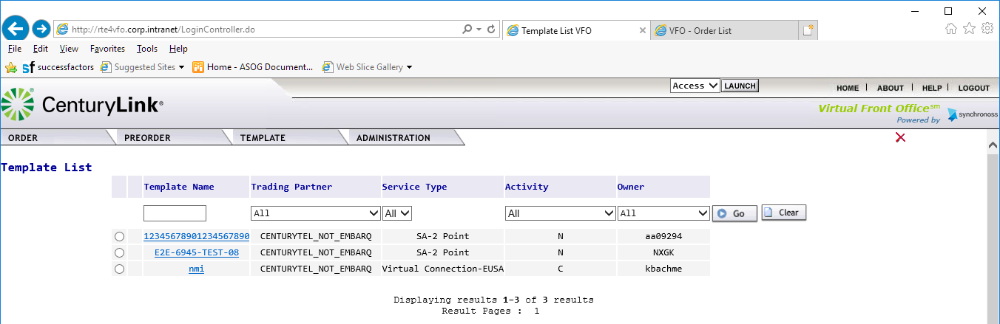 http://rte4vfo.corp.intranet/LoginController.do
Template List VFO
VFO - Order List
File Edit View Favorites Tools Help
sf successfactors Suggested Sites Home - ASOG Document... Web Slice Gallery
CenturyLink®
Access LAUNCH
HOME | ABOUT | HELP | LOGOUT
Virtual Front Office℠
Powered by synchronoss
ORDER PREORDER TEMPLATE ADMINISTRATION
Template List
Template Name Trading Partner Service Type Activity Owner
All All All All Go Clear
12345678901234567890 CENTURYTEL_NOT_EMBARQ SA-2 Point N aa09294
E2E-6945-TEST-08 CENTURYTEL_NOT_EMBARQ SA-2 Point N NXGK
nmi CENTURYTEL_NOT_EMBARQ Virtual Connection-EUSA C kbachme
Displaying results 1-3 of 3 results
Result Pages : 1